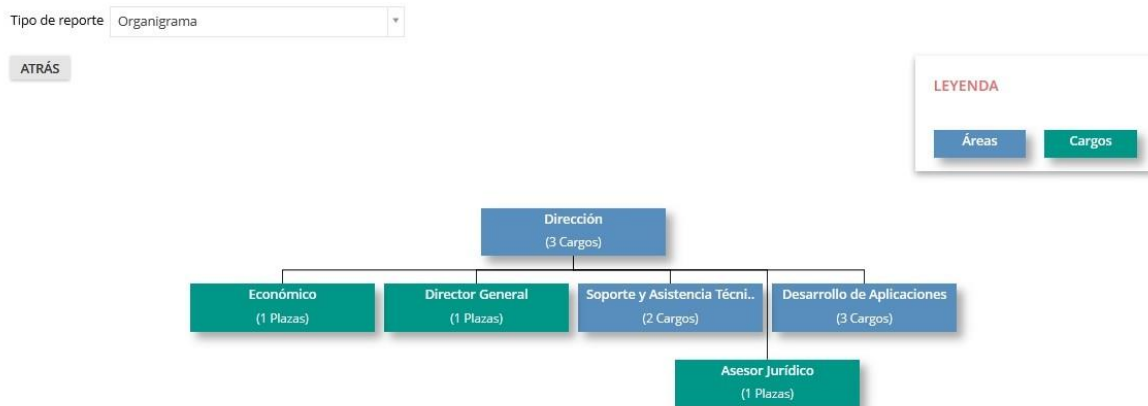 Tipo de reporte Organigrama
ATRÁS
LEYENDA
Áreas Cargos
Dirección
(3 Cargos)
Económico Director General Soporte y Asistencia Técni.. Desarrollo de Aplicaciones
(1 Plazas) (1 Plazas) (2 Cargos) (3 Cargos)
Asesor Jurídico
(1 Plazas)